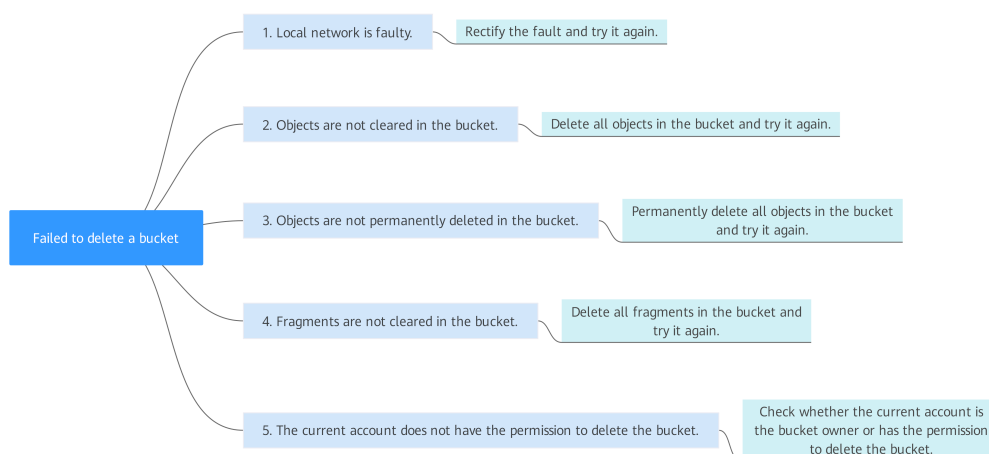 1. Local network is faulty.
Rectify the fault and try it again.
2. Objects are not cleared in the bucket.
Delete all objects in the bucket and try it again.
3. Objects are not permanently deleted in the bucket.
Permanently delete all objects in the bucket
and try it again.
Failed to delete a bucket
4. Fragments are not cleared in the bucket.
Delete all fragments in the bucket and
try it again.
5. The current account does not have the permission to delete the bucket.
Check whether the current account is
the bucket owner or has the permission
to delete the bucket.